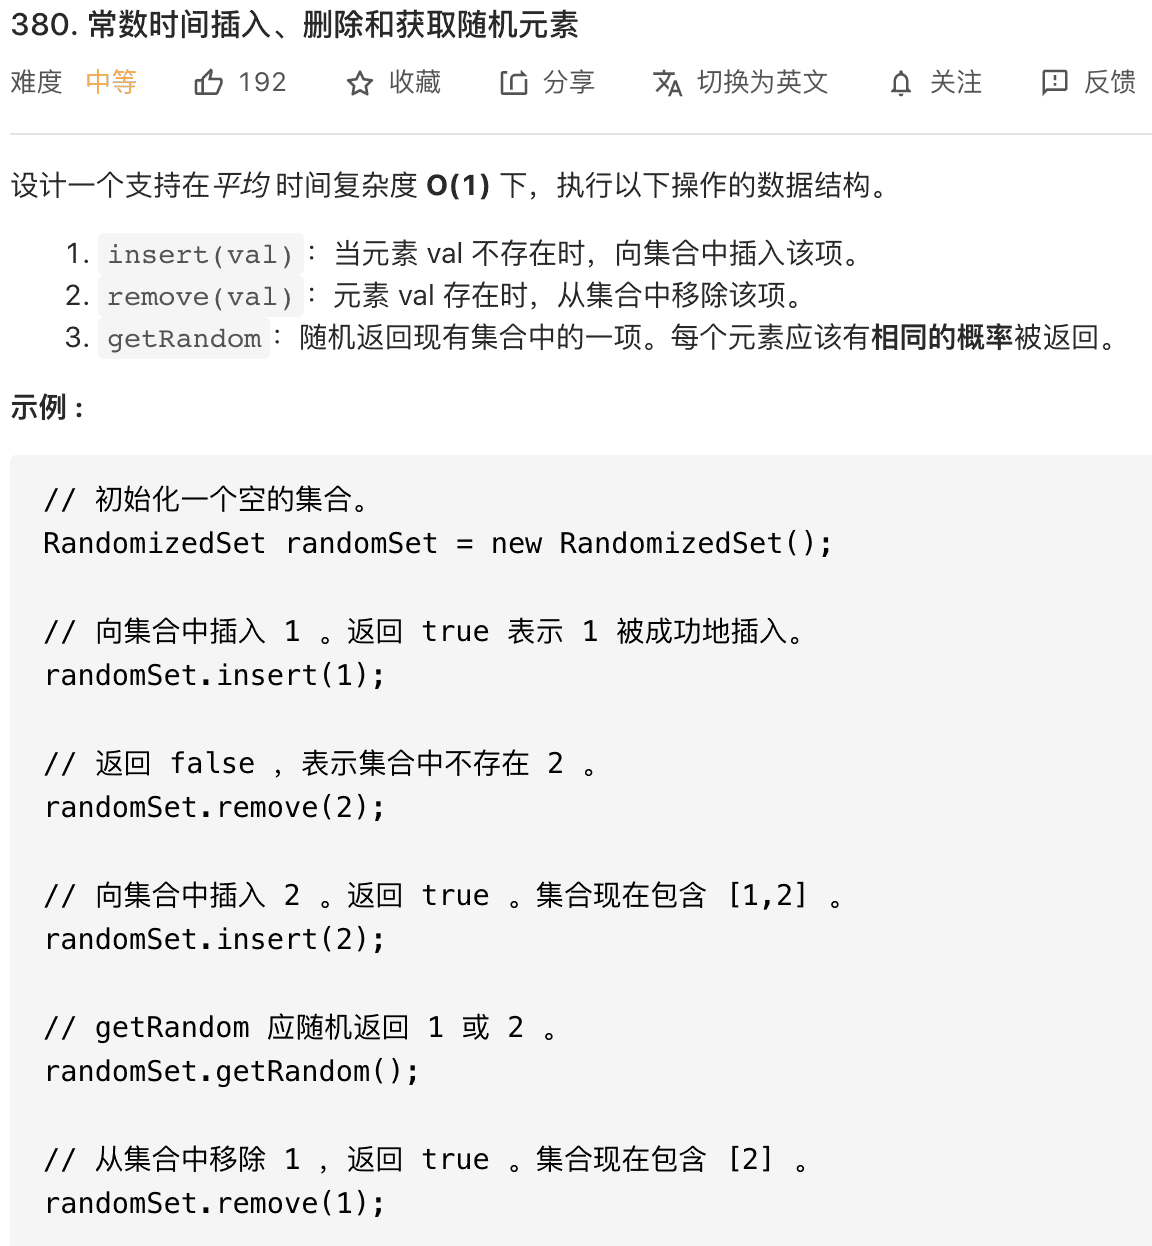 380. 常数时间插入、删除和获取随机元素
难度 中等 192 收藏 分享 切换为英文 关注 反馈
设计一个支持在平均 时间复杂度 O(1) 下，执行以下操作的数据结构。
1. insert(val)：当元素 val 不存在时，向集合中插入该项。
2. remove(val)：元素 val 存在时，从集合中移除该项。
3. getRandom：随机返回现有集合中的一项。每个元素应该有相同的概率被返回。
示例 :
// 初始化一个空的集合。
RandomizedSet randomSet = new RandomizedSet();
// 向集合中插入 1 。返回 true 表示 1 被成功地插入。
randomSet.insert(1);
// 返回 false ，表示集合中不存在 2 。
randomSet.remove(2);
// 向集合中插入 2 。返回 true 。集合现在包含 [1,2] 。
randomSet.insert(2);
// getRandom 应随机返回 1 或 2 。
randomSet.getRandom();
// 从集合中移除 1 ，返回 true 。集合现在包含 [2] 。
randomSet.remove(1);